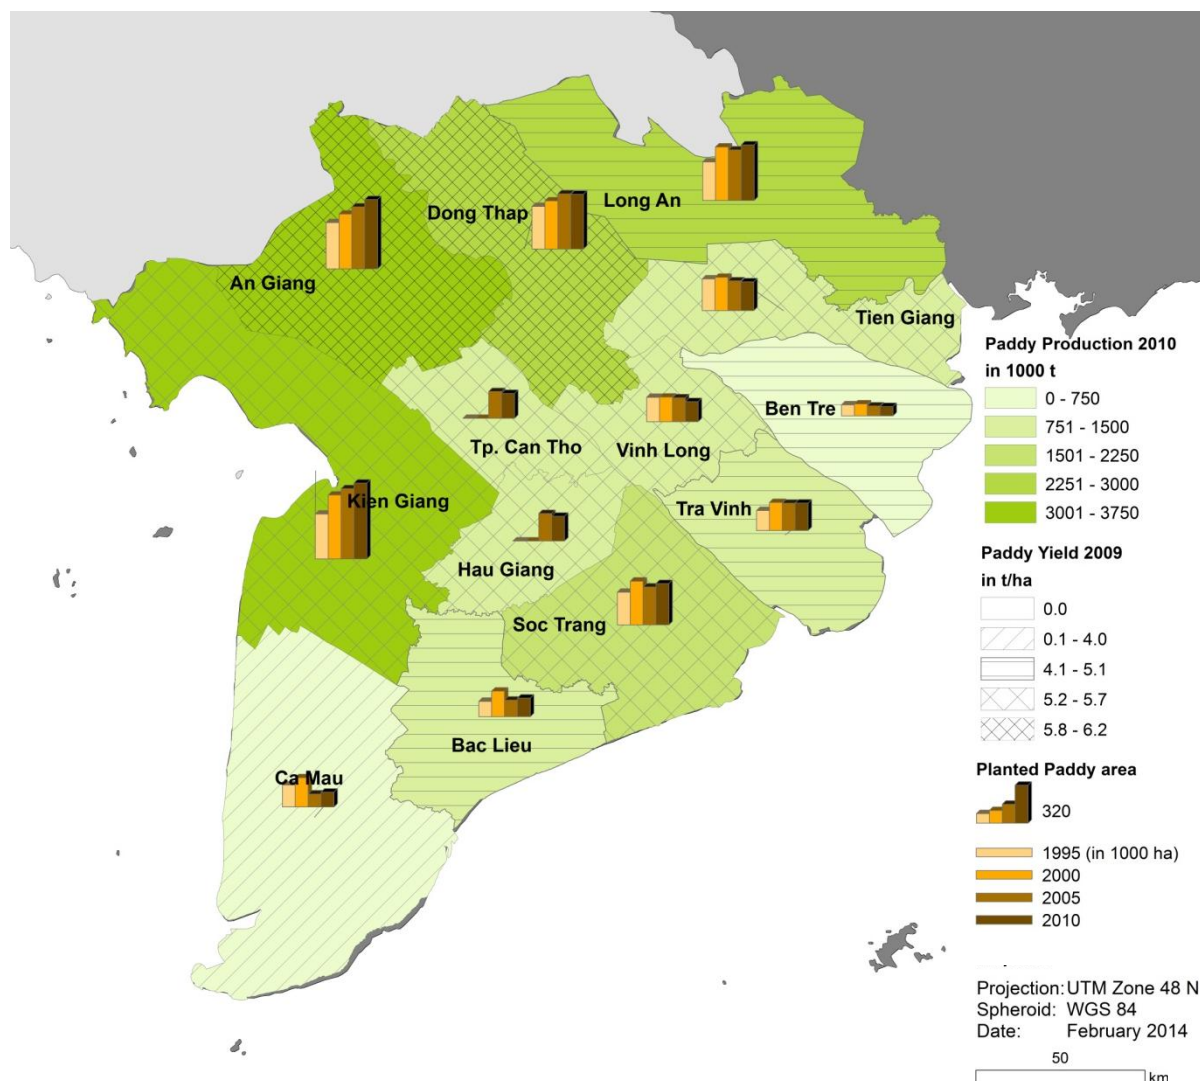 Long An
Dong Thap
An Giang
Tien Giang
Ben Tre
Tp. Can Tho
Vinh Long
Kien Giang
Tra Vinh
Hau Giang
Soc Trang
Bac Lieu
Ca Mau
Paddy Production 2010
in 1000 t
0 - 750
751 - 1500
1501 - 2250
2251 - 3000
3001 - 3750
Paddy Yield 2009
in t/ha
0.0
0.1 - 4.0
4.1 - 5.1
5.2 - 5.7
5.8 - 6.2
Planted Paddy area
320
1995 (in 1000 ha)
2000
2005
2010
Projection: UTM Zone 48 N
Spheroid: WGS 84
Date: February 2014
50
km